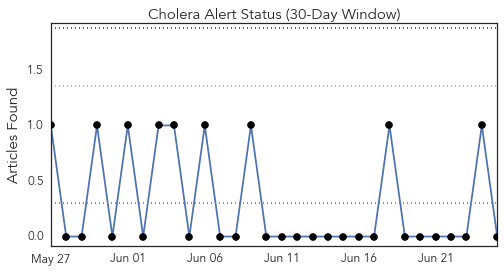 Cholera Alert Status (30-Day Window)
Articles Found
1.5
1.0
0.5
0.0
May 27 Jun 01 Jun 06 Jun 11 Jun 16 Jun 21